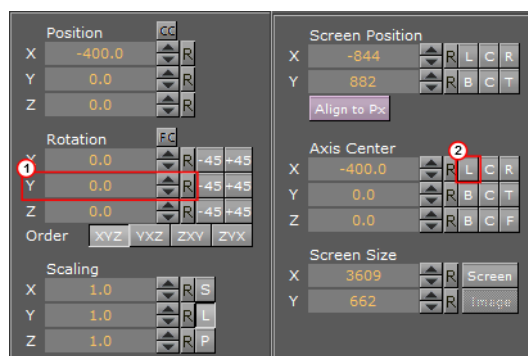 Position CC
X -400.0 R
Y 0.0 R
Z 0.0 R
Rotation FC
X 0.0 R -45 +45
1
Y 0.0 R -45 +45
Z 0.0 R -45 +45
Order XYZ YXZ ZXY ZYX
Scaling
X 1.0 R S
Y 1.0 R L
Z 1.0 R P
Screen Position
X -844 R L C R
Y 882 R B C T
Align to Px
Axis Center 2
X -400.0 R L C R
Y 0.0 R B C T
Z 0.0 R B C F
Screen Size
X 3609 R Screen
Y 662 R Image